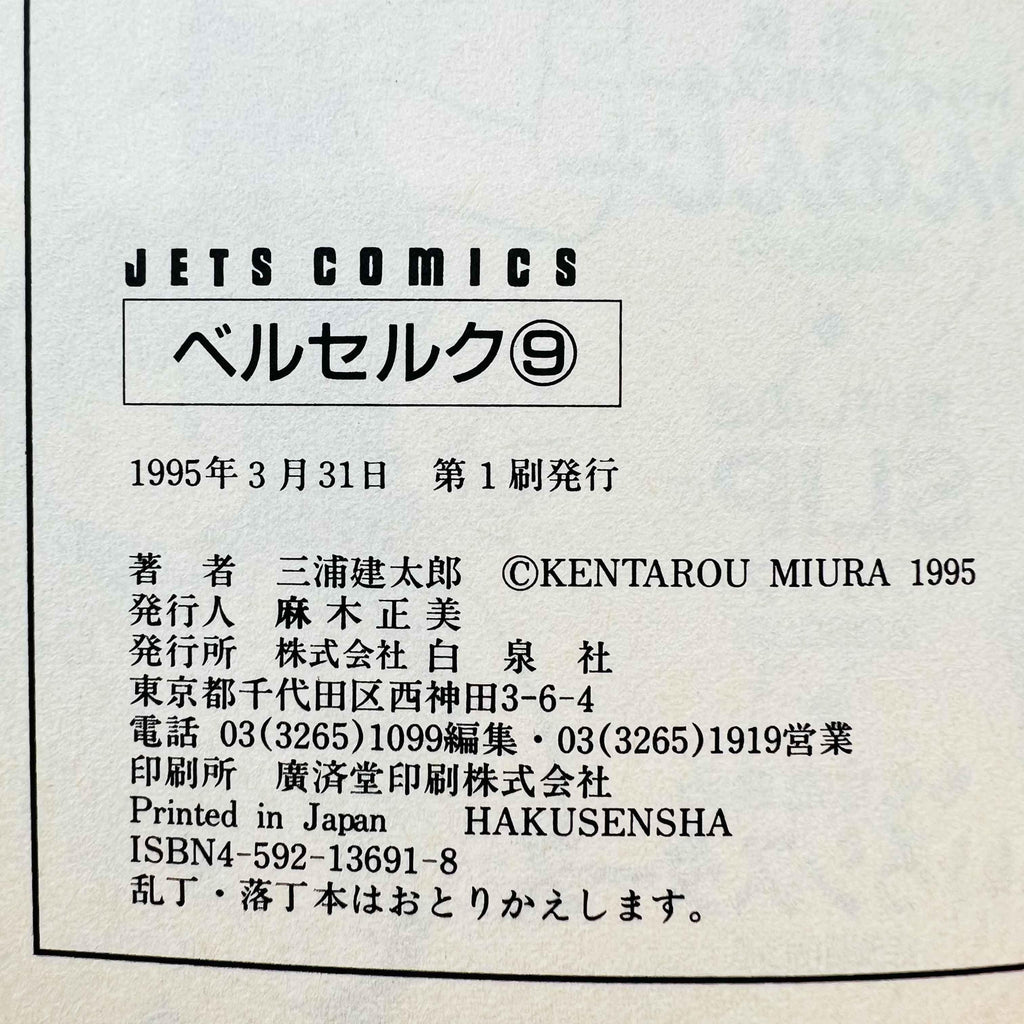 JETS COMICS
ベルセルク⑨
1995年3月31日 第1刷発行
著者 三浦建太郎 ©KENTAROU MIURA 1995
発行人 麻木正美
発行所 株式会社 白泉社
東京都千代田区西神田3-6-4
電話 03(3265)1099編集・03(3265)1919営業
印刷所 廣済堂印刷株式会社
Printed in Japan HAKUSENSHA
ISBN4-592-13691-8
乱丁・落丁本はおとりかえします。